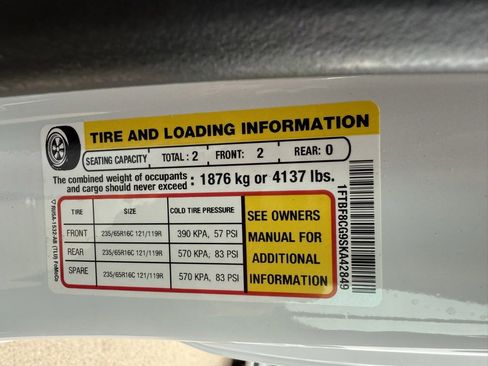 TIRE AND LOADING INFORMATION
SEATING CAPACITY TOTAL : 2 FRONT: 2 REAR: 0
The combined weight of occupants
and cargo should never exceed : 1876 kg or 4137 lbs.
TIRE SIZE COLD TIRE PRESSURE
FRONT 235/65R16C 121/119R 390 KPA, 57 PSI
REAR 235/65R16C 121/119R 570 KPA, 83 PSI
SPARE 235/65R16C 121/119R 570 KPA, 83 PSI
SEE OWNERS
MANUAL FOR
ADDITIONAL
INFORMATION
1FTBF8CG9SKA42849